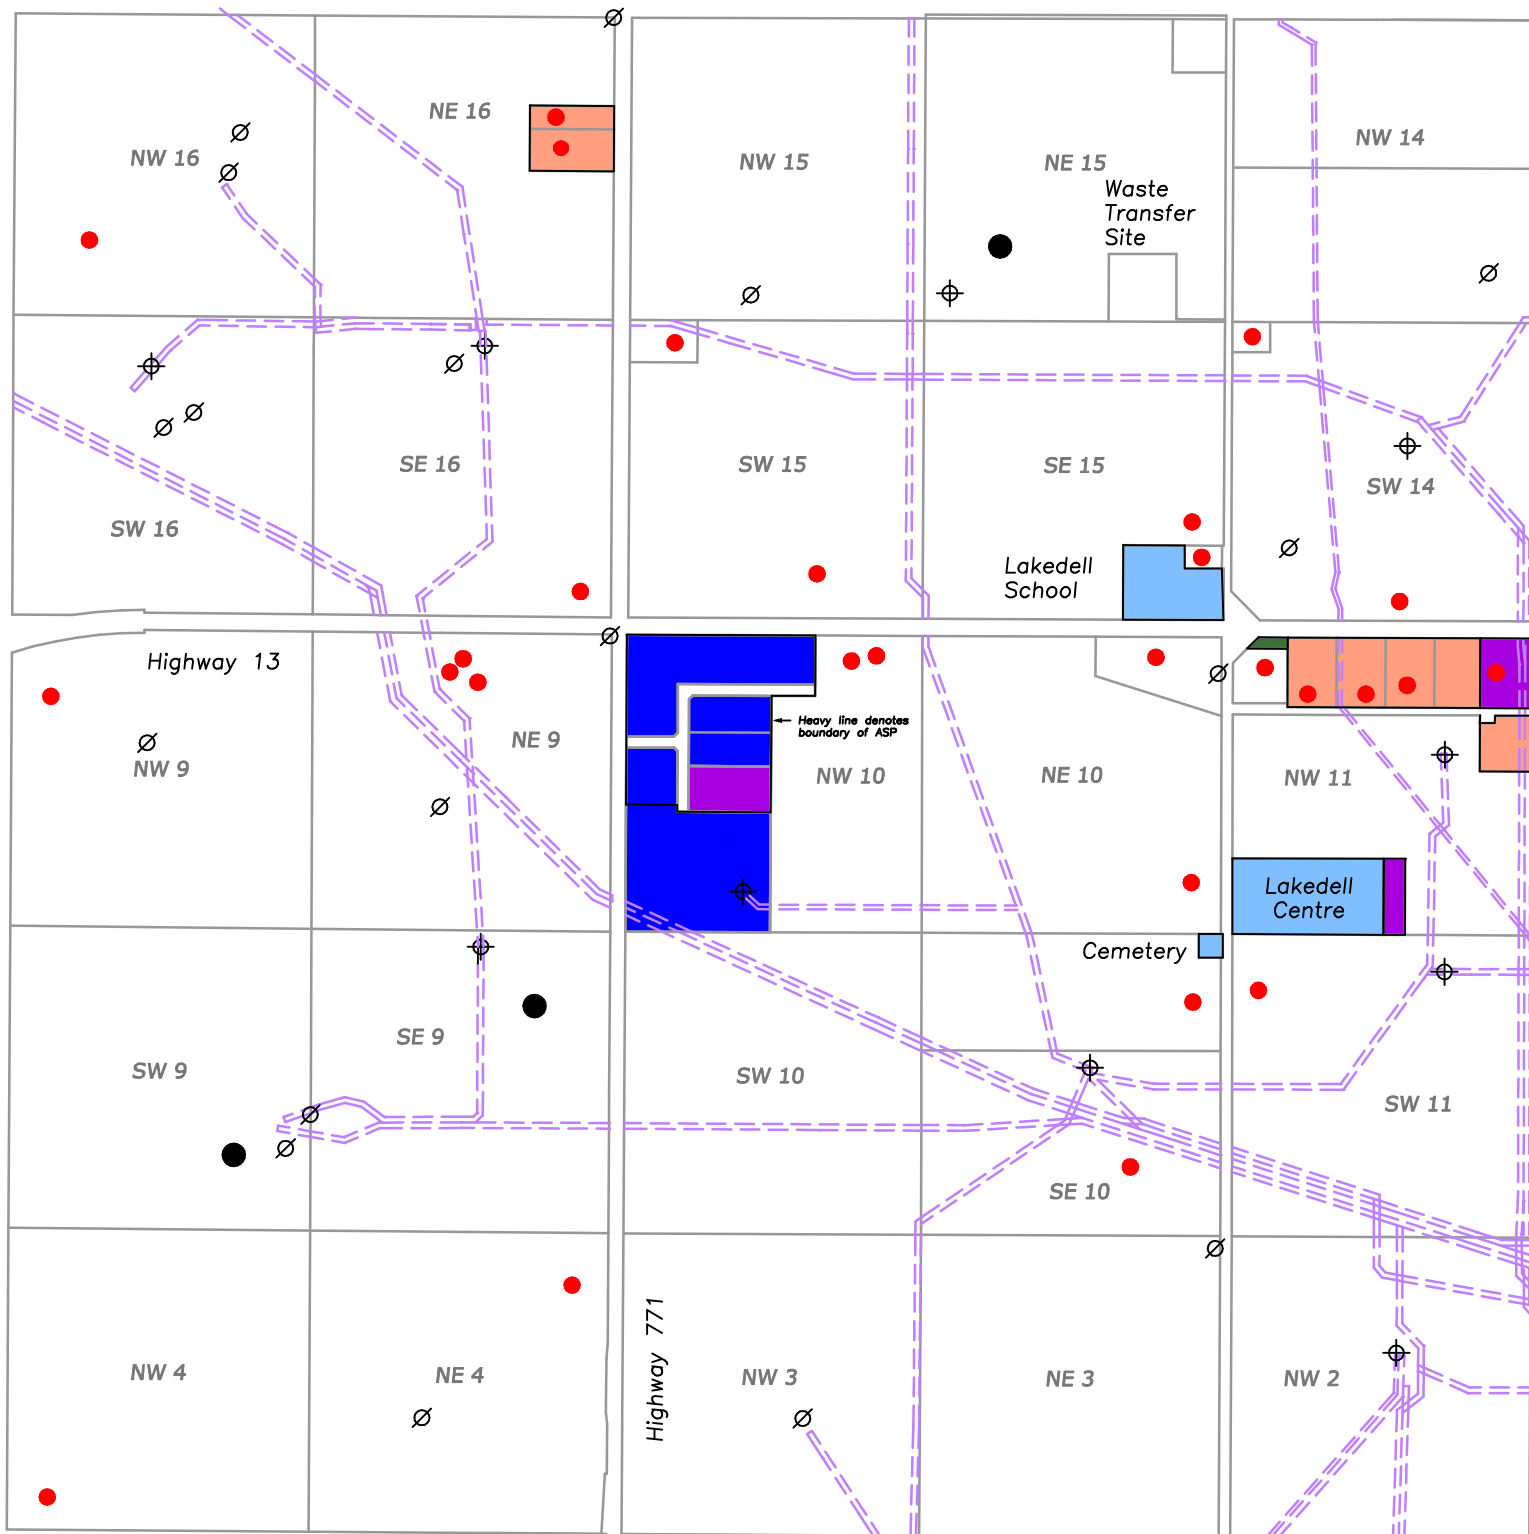 NE 16
NW 16
NW 15
NE 15
NW 14
Waste
Transfer
Site
SE 16
SW 15
SE 15
SW 14
SW 16
Lakedell
School
Highway 13
Heavy line denotes
boundary of ASP
NE 9
NW 9
NW 10
NE 10
NW 11
Lakedell
Centre
Cemetery
SE 9
SW 9
SW 10
SW 11
SE 10
Highway 771
NW 4
NE 4
NW 3
NE 3
NW 2